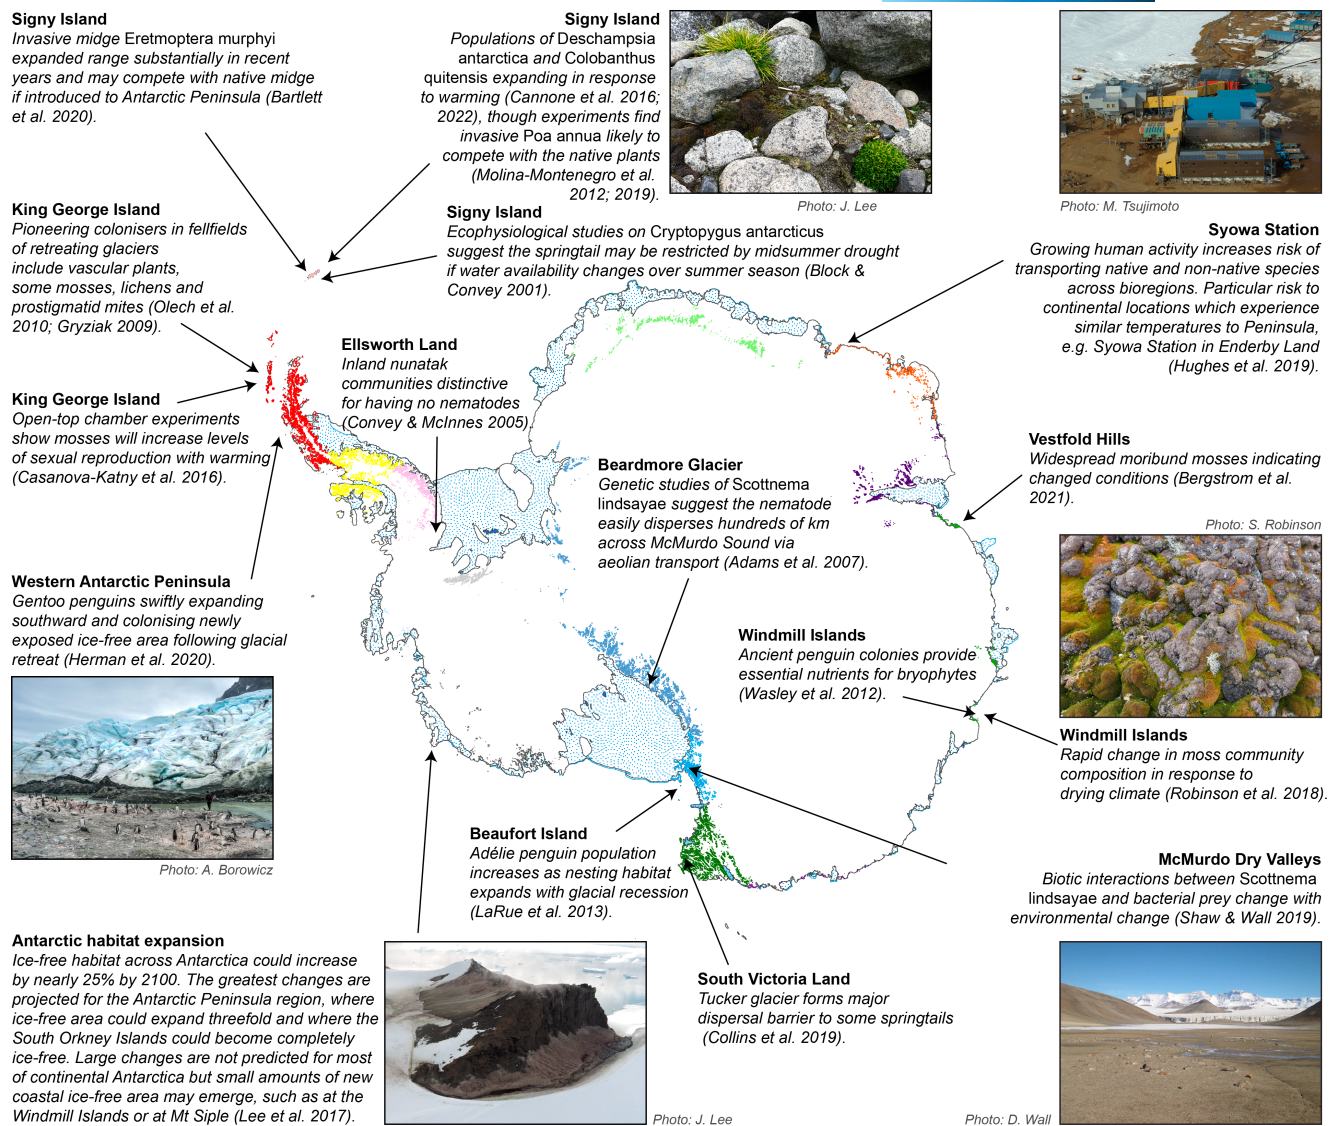 Signy Island
Invasive midge Eretmoptera murphyi
expanded range substantially in recent
years and may compete with native midge
if introduced to Antarctic Peninsula (Bartlett
et al. 2020).
Signy Island
Populations of Deschampsia
antarctica and Colobanthus
quitensis expanding in response
to warming (Cannone et al. 2016;
2022), though experiments find
invasive Poa annua likely to
compete with the native plants
(Molina-Montenegro et al.
2012; 2019).
Photo: J. Lee
Photo: M. Tsujimoto
King George Island
Pioneering colonisers in fellfields
of retreating glaciers
include vascular plants,
some mosses, lichens and
prostigmatid mites (Olech et al.
2010; Gryziak 2009).
Signy Island
Ecophysiological studies on Cryptopygus antarcticus
suggest the springtail may be restricted by midsummer drought
if water availability changes over summer season (Block &
Convey 2001).
Syowa Station
Growing human activity increases risk of
transporting native and non-native species
across bioregions. Particular risk to
continental locations which experience
similar temperatures to Peninsula,
e.g. Syowa Station in Enderby Land
(Hughes et al. 2019).
Ellsworth Land
Inland nunatak
communities distinctive
for having no nematodes
(Convey & McInnes 2005).
King George Island
Open-top chamber experiments
show mosses will increase levels
of sexual reproduction with warming
(Casanova-Katny et al. 2016).
Beardmore Glacier
Genetic studies of Scottnema
lindsayae suggest the nematode
easily disperses hundreds of km
across McMurdo Sound via
aeolian transport (Adams et al. 2007).
Vestfold Hills
Widespread moribund mosses indicating
changed conditions (Bergstrom et al.
2021).
Photo: S. Robinson
Western Antarctic Peninsula
Gentoo penguins swiftly expanding
southward and colonising newly
exposed ice-free area following glacial
retreat (Herman et al. 2020).
Windmill Islands
Ancient penguin colonies provide
essential nutrients for bryophytes
(Wasley et al. 2012).
Windmill Islands
Rapid change in moss community
composition in response to
drying climate (Robinson et al. 2018).
Photo: A. Borowicz
Beaufort Island
Adélie penguin population
increases as nesting habitat
expands with glacial recession
(LaRue et al. 2013).
McMurdo Dry Valleys
Biotic interactions between Scottnema
lindsayae and bacterial prey change with
environmental change (Shaw & Wall 2019).
Antarctic habitat expansion
Ice-free habitat across Antarctica could increase
by nearly 25% by 2100. The greatest changes are
projected for the Antarctic Peninsula region, where
ice-free area could expand threefold and where the
South Orkney Islands could become completely
ice-free. Large changes are not predicted for most
of continental Antarctica but small amounts of new
coastal ice-free area may emerge, such as at the
Windmill Islands or at Mt Siple (Lee et al. 2017).
Photo: J. Lee
South Victoria Land
Tucker glacier forms major
dispersal barrier to some springtails
(Collins et al. 2019).
Photo: D. Wall